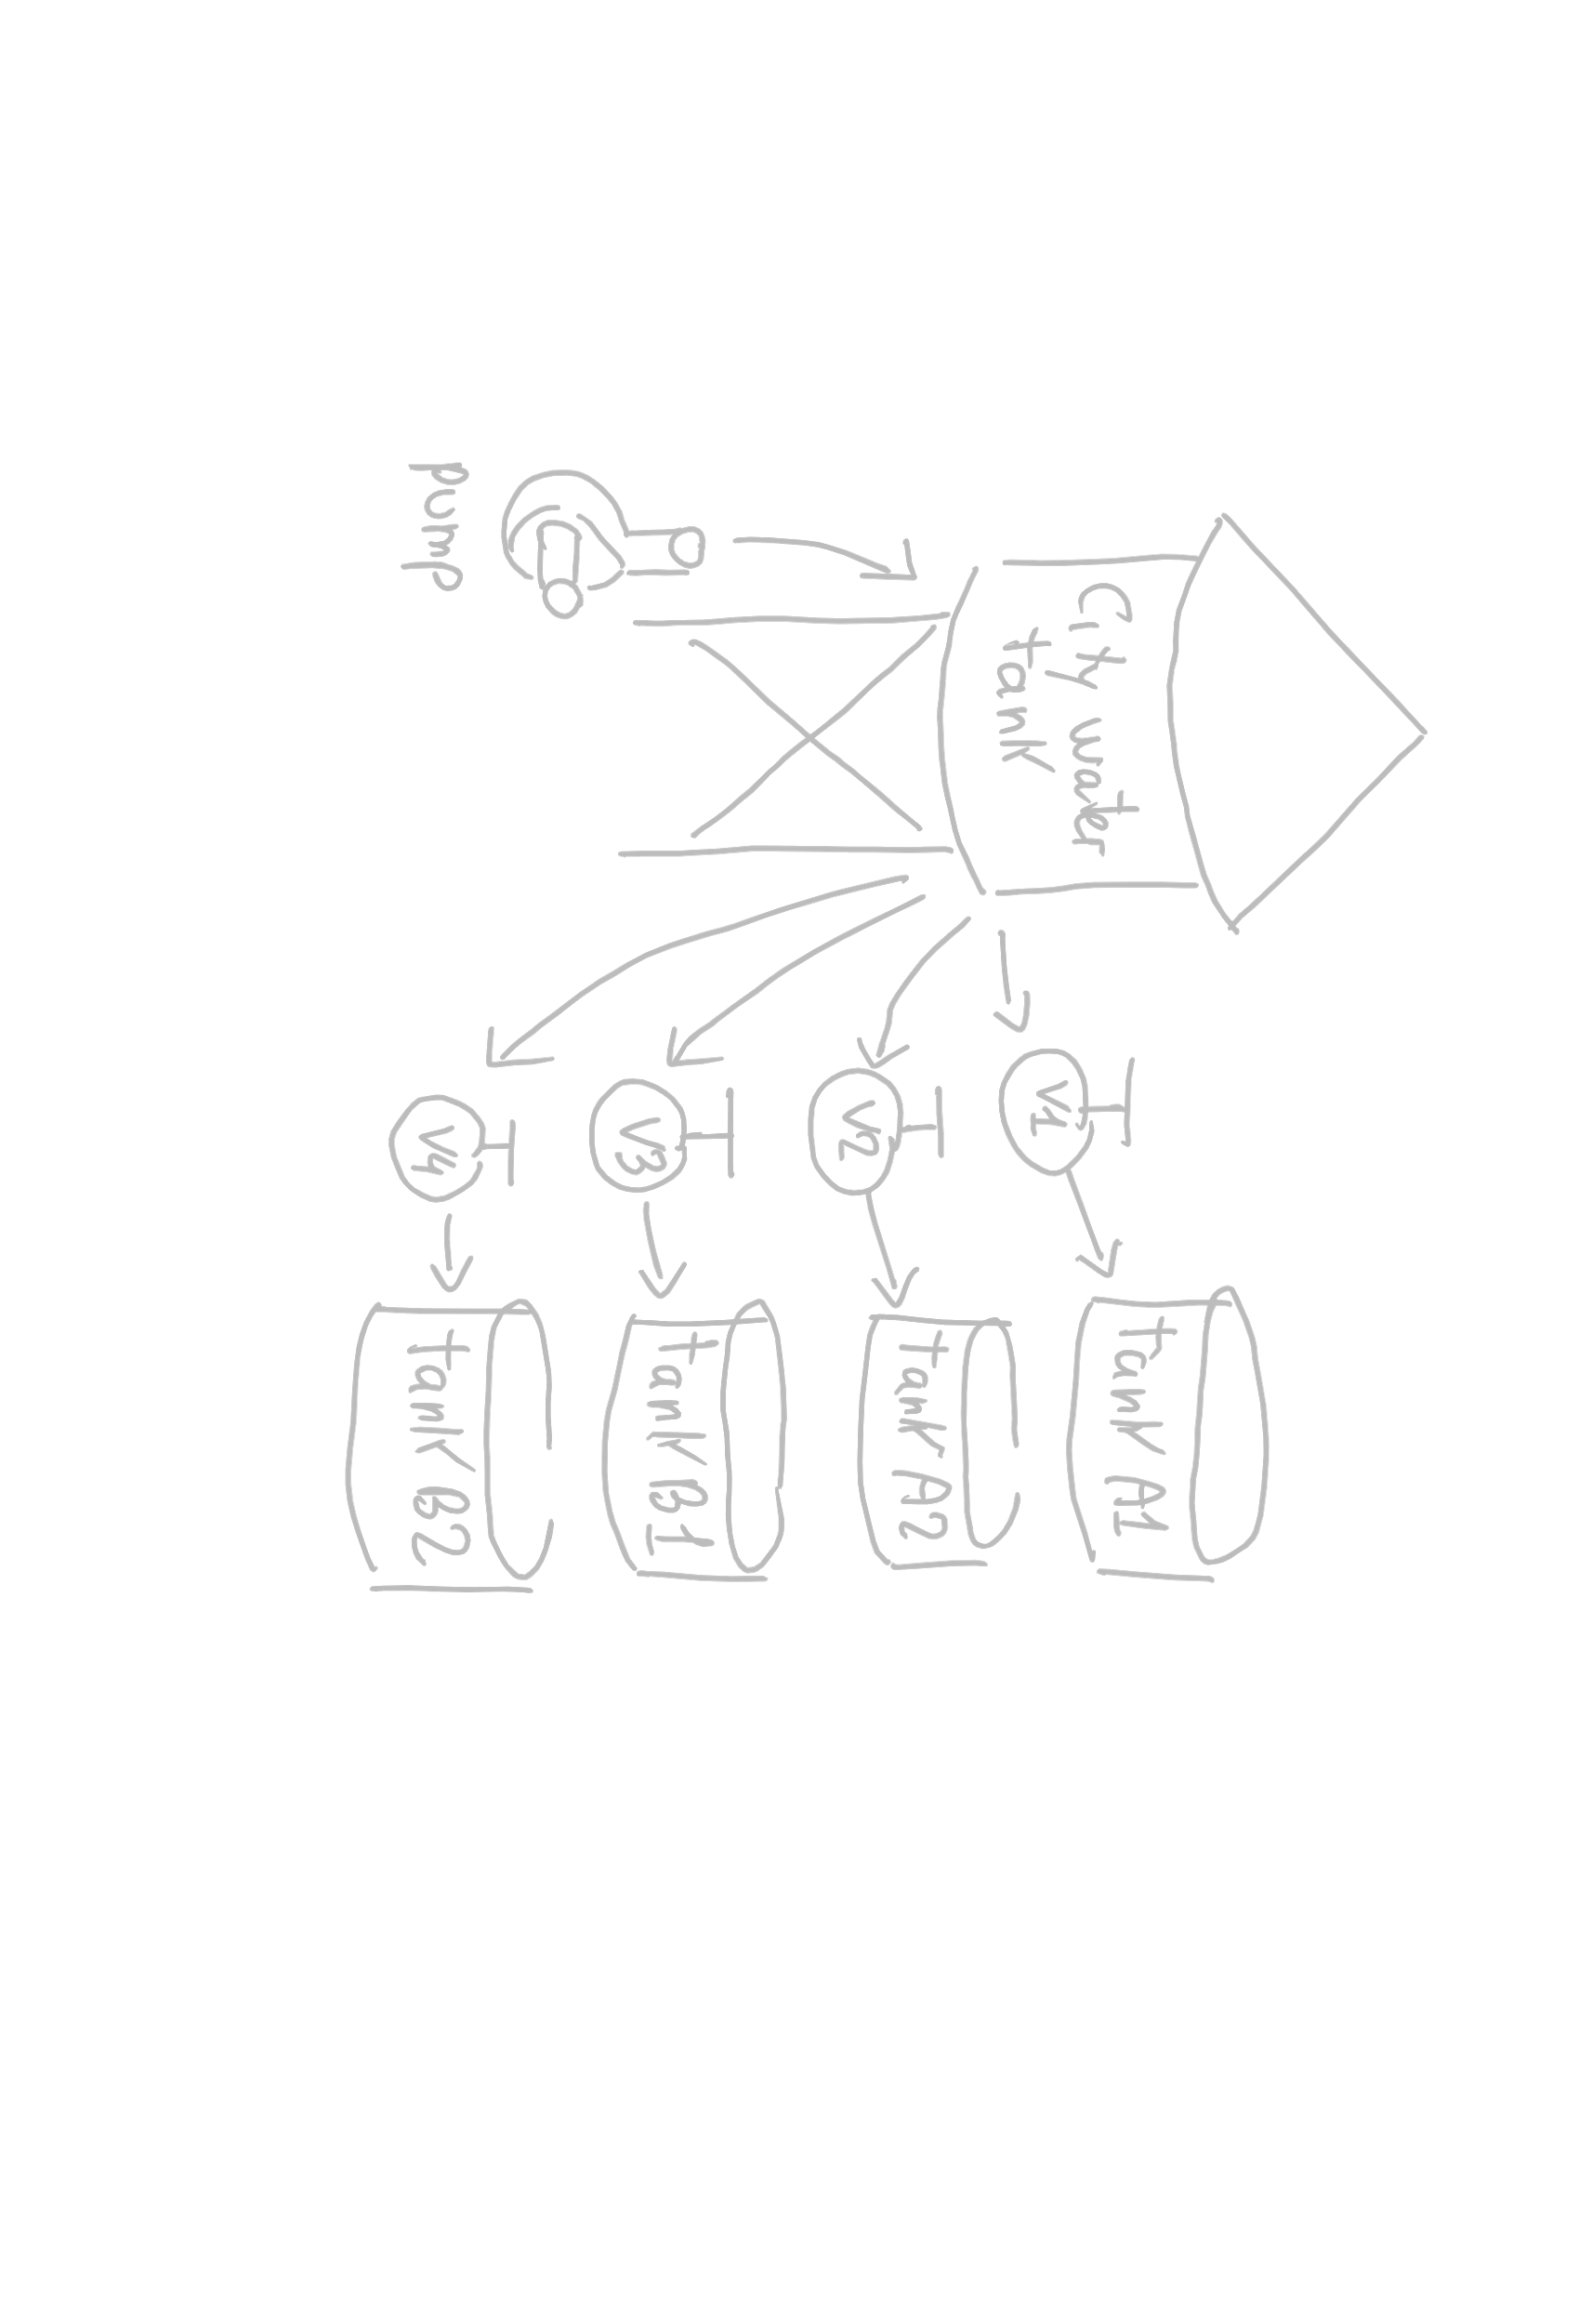 City water
tank
V1
tank A1
V2
tank A2
V3
tank B1
pump
V4
tank B2